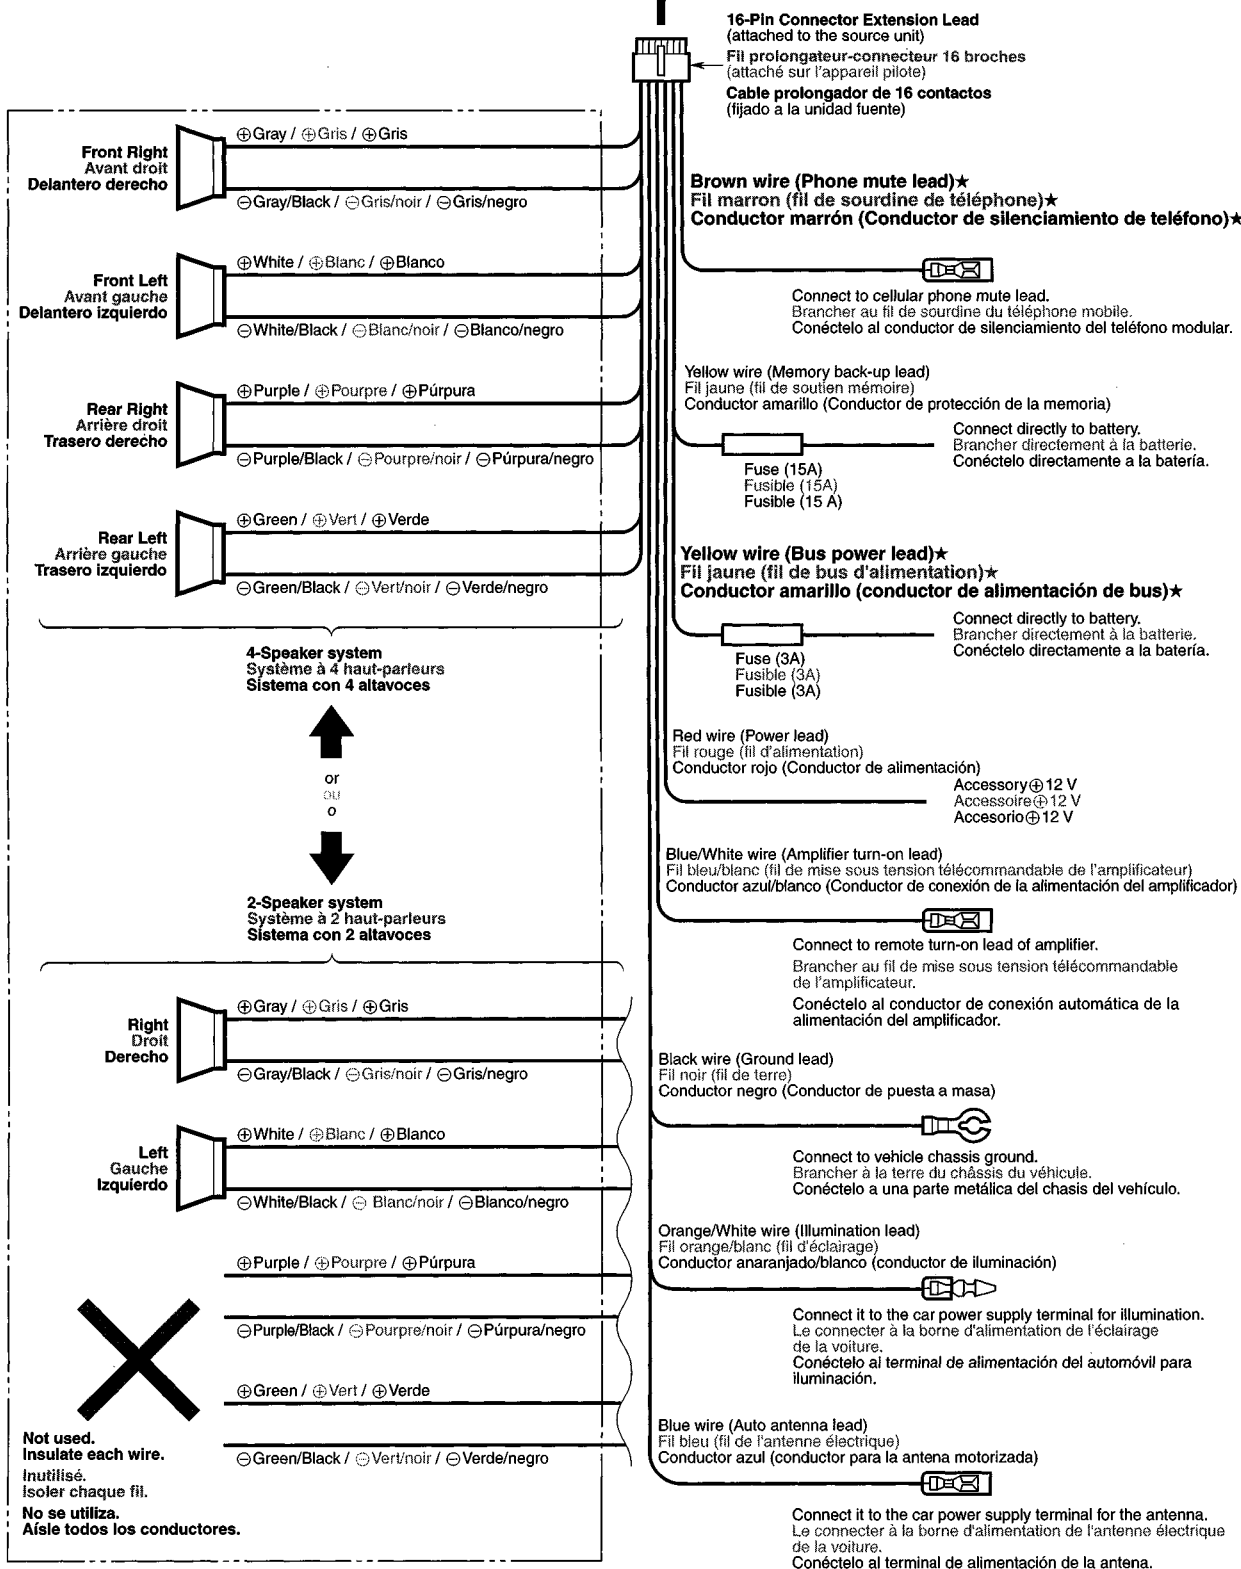 16-Pin Connector Extension Lead
(attached to the source unit)
Fil prolongateur-connecteur 16 broches
(attaché sur l'appareil pilote)
Cable prolongador de 16 contactos
(fijado a la unidad fuente)
Front Right
Avant droit
Delantero derecho
⊕Gray / ⊕Gris / ⊕Gris
⊖Gray/Black / ⊖Gris/noir / ⊖Gris/negro
Front Left
Avant gauche
Delantero izquierdo
⊕White / ⊕Blanc / ⊕Blanco
⊖White/Black / ⊖Blanc/noir / ⊖Blanco/negro
Rear Right
Arrière droit
Trasero derecho
⊕Purple / ⊕Pourpre / ⊕Púrpura
⊖Purple/Black / ⊖Pourpre/noir / ⊖Púrpura/negro
Rear Left
Arrière gauche
Trasero izquierdo
⊕Green / ⊕Vert / ⊕Verde
⊖Green/Black / ⊖Vert/noir / ⊖Verde/negro
4-Speaker system
Système à 4 haut-parleurs
Sistema con 4 altavoces
or
ou
o
2-Speaker system
Système à 2 haut-parleurs
Sistema con 2 altavoces
Right
Droit
Derecho
⊕Gray / ⊕Gris / ⊕Gris
⊖Gray/Black / ⊖Gris/noir / ⊖Gris/negro
Left
Gauche
Izquierdo
⊕White / ⊕Blanc / ⊕Blanco
⊖White/Black / ⊖ Blanc/noir / ⊖Blanco/negro
⊕Purple / ⊕Pourpre / ⊕Púrpura
⊖Purple/Black / ⊖Pourpre/noir / ⊖Púrpura/negro
⊕Green / ⊕Vert / ⊕Verde
⊖Green/Black / ⊖Vert/noir / ⊖Verde/negro
Not used.
Insulate each wire.
Inutilisé.
Isoler chaque fil.
No se utiliza.
Aísle todos los conductores.
Brown wire (Phone mute lead)★
Fil marron (fil de sourdine de téléphone)★
Conductor marrón (Conductor de silenciamiento de teléfono)★
Connect to cellular phone mute lead.
Brancher au fil de sourdine du téléphone mobile.
Conéctelo al conductor de silenciamiento del teléfono modular.
Yellow wire (Memory back-up lead)
Fil jaune (fil de soutien mémoire)
Conductor amarillo (Conductor de protección de la memoria)
Connect directly to battery.
Brancher directement à la batterie.
Conéctelo directamente a la batería.
Fuse (15A)
Fusible (15A)
Fusible (15 A)
Yellow wire (Bus power lead)★
Fil jaune (fil de bus d'alimentation)★
Conductor amarillo (conductor de alimentación de bus)★
Connect directly to battery.
Brancher directement à la batterie.
Conéctelo directamente a la batería.
Fuse (3A)
Fusible (3A)
Fusible (3A)
Red wire (Power lead)
Fil rouge (fil d'alimentation)
Conductor rojo (Conductor de alimentación)
Accessory⊕12 V
Accessoire⊕12 V
Accesorio⊕12 V
Blue/White wire (Amplifier turn-on lead)
Fil bleu/blanc (fil de mise sous tension télécommandable de l'amplificateur)
Conductor azul/blanco (Conductor de conexión de la alimentación del amplificador)
Connect to remote turn-on lead of amplifier.
Brancher au fil de mise sous tension télécommandable
de l'amplificateur.
Conéctelo al conductor de conexión automática de la
alimentación del amplificador.
Black wire (Ground lead)
Fil noir (fil de terre)
Conductor negro (Conductor de puesta a masa)
Connect to vehicle chassis ground.
Brancher à la terre du châssis du véhicule.
Conéctelo a una parte metálica del chasis del vehículo.
Orange/White wire (Illumination lead)
Fil orange/blanc (fil d'éclairage)
Conductor anaranjado/blanco (conductor de iluminación)
Connect it to the car power supply terminal for illumination.
Le connecter à la borne d'alimentation de l'éclairage
de la voiture.
Conéctelo al terminal de alimentación del automóvil para
iluminación.
Blue wire (Auto antenna lead)
Fil bleu (fil de l'antenne électrique)
Conductor azul (conductor para la antena motorizada)
Connect it to the car power supply terminal for the antenna.
Le connecter à la borne d'alimentation de l'antenne électrique
de la voiture.
Conéctelo al terminal de alimentación de la antena.